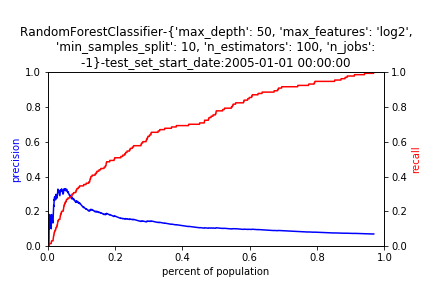 RandomForestClassifier-{'max_depth': 50, 'max_features': 'log2',
'min_samples_split': 10, 'n_estimators': 100, 'n_jobs':
-1}-test_set_start_date:2005-01-01 00:00:00
1.0
0.8
0.6
0.4
0.2
0.0
precision
1.0
0.8
0.6
0.4
0.2
0.0
recall
0.0 0.2 0.4 0.6 0.8 1.0
percent of population